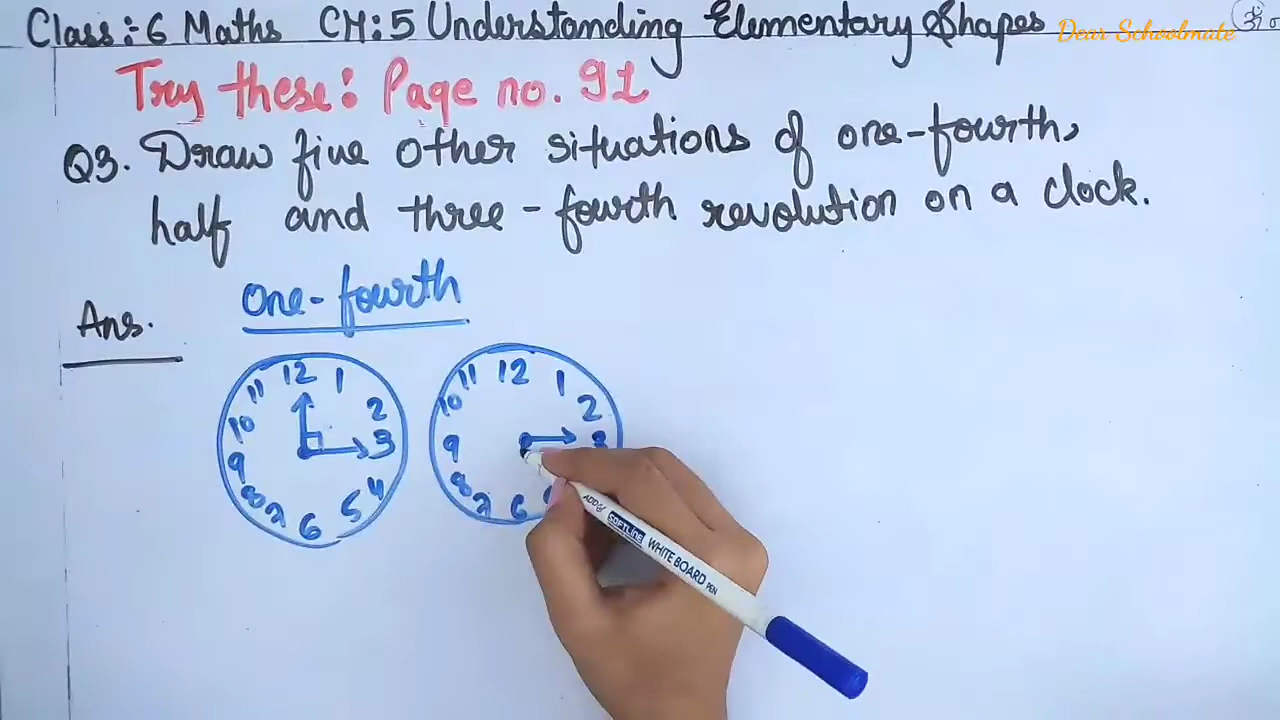 Class:-6 Maths CH:5 Understanding Elementary Shapes
Dear Schoolmate
Try these: Page no. 91
Q3. Draw five other situations of one-fourth,
half and three-fourth revolution on a clock.
Ans.
One-fourth
12 1 2 3 4 5 6 7 8 9 10 11
12 1 2 3 6 7 8 9 10 11
ADDY SOFTLINE WHITE BOARD PEN